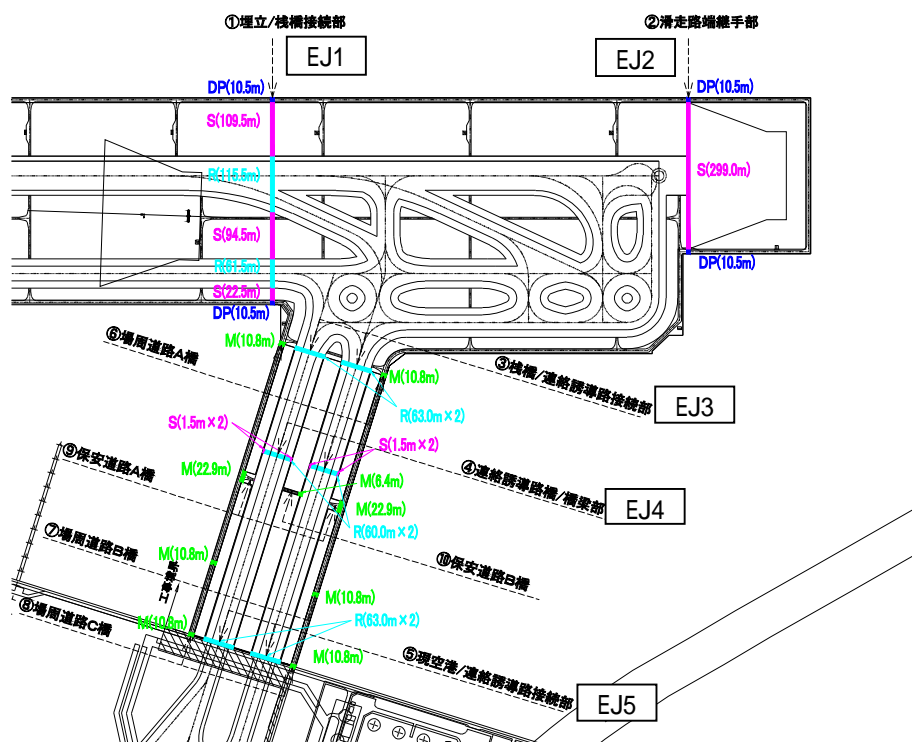 ①埋立/桟橋接続部
②滑走路端継手部
EJ1
EJ2
DP(10.5m)
DP(10.5m)
S(109.5m)
R(115.5m)
S(299.0m)
S(94.5m)
R(61.5m)
DP(10.5m)
S(22.5m)
DP(10.5m)
⑥場周道路A橋
M(10.8m)
③桟橋/連絡誘導路接続部
M(10.8m)
EJ3
R(63.0m×2)
S(1.5m×2)
S(1.5m×2)
⑨保安道路A橋
M(22.9m)
M(6.4m)
④連絡誘導路橋/橋梁部
EJ4
M(22.9m)
R(60.0m×2)
⑦場周道路B橋
M(10.8m)
⑩保安道路B橋
M(10.8m)
⑧場周道路C橋
M(10.8m)
R(63.0m×2)
M(10.8m)
⑤現空港/連絡誘導路接続部
EJ5